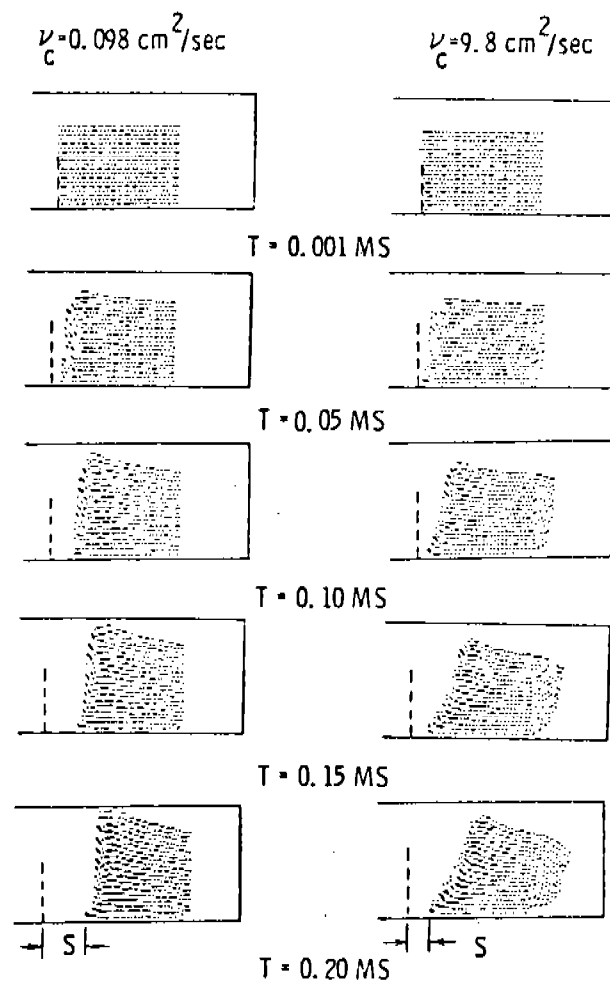 ν_c = 0.098 cm²/sec
ν_c = 9.8 cm²/sec
T = 0.001 MS
T = 0.05 MS
T = 0.10 MS
T = 0.15 MS
S
S
T = 0.20 MS